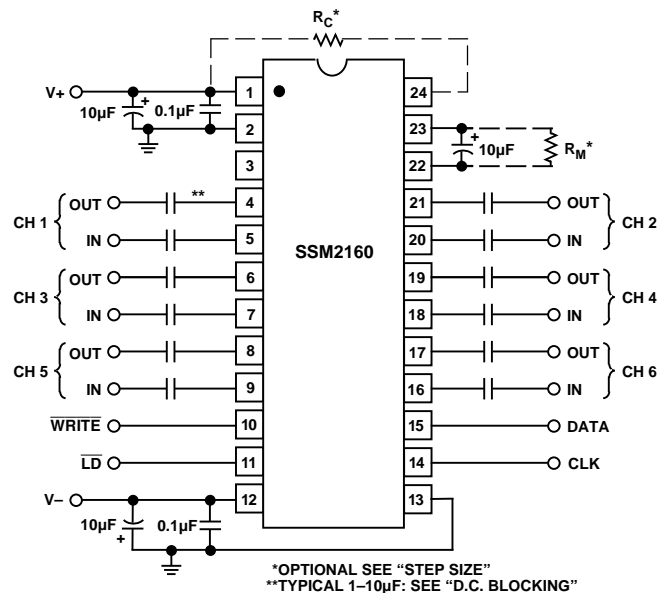 R_C*
V+
10µF + 0.1µF
1 24
2 23
+ 10µF R_M*
3 22
CH 1 OUT ** 4 21 OUT CH 2
IN 5 20 IN
SSM2160
CH 3 OUT 6 19 OUT CH 4
IN 7 18 IN
CH 5 OUT 8 17 OUT CH 6
IN 9 16 IN
WRITE 10 15 DATA
LD 11 14 CLK
V– 12 13
10µF + 0.1µF
*OPTIONAL SEE “STEP SIZE”
**TYPICAL 1–10µF: SEE “D.C. BLOCKING”